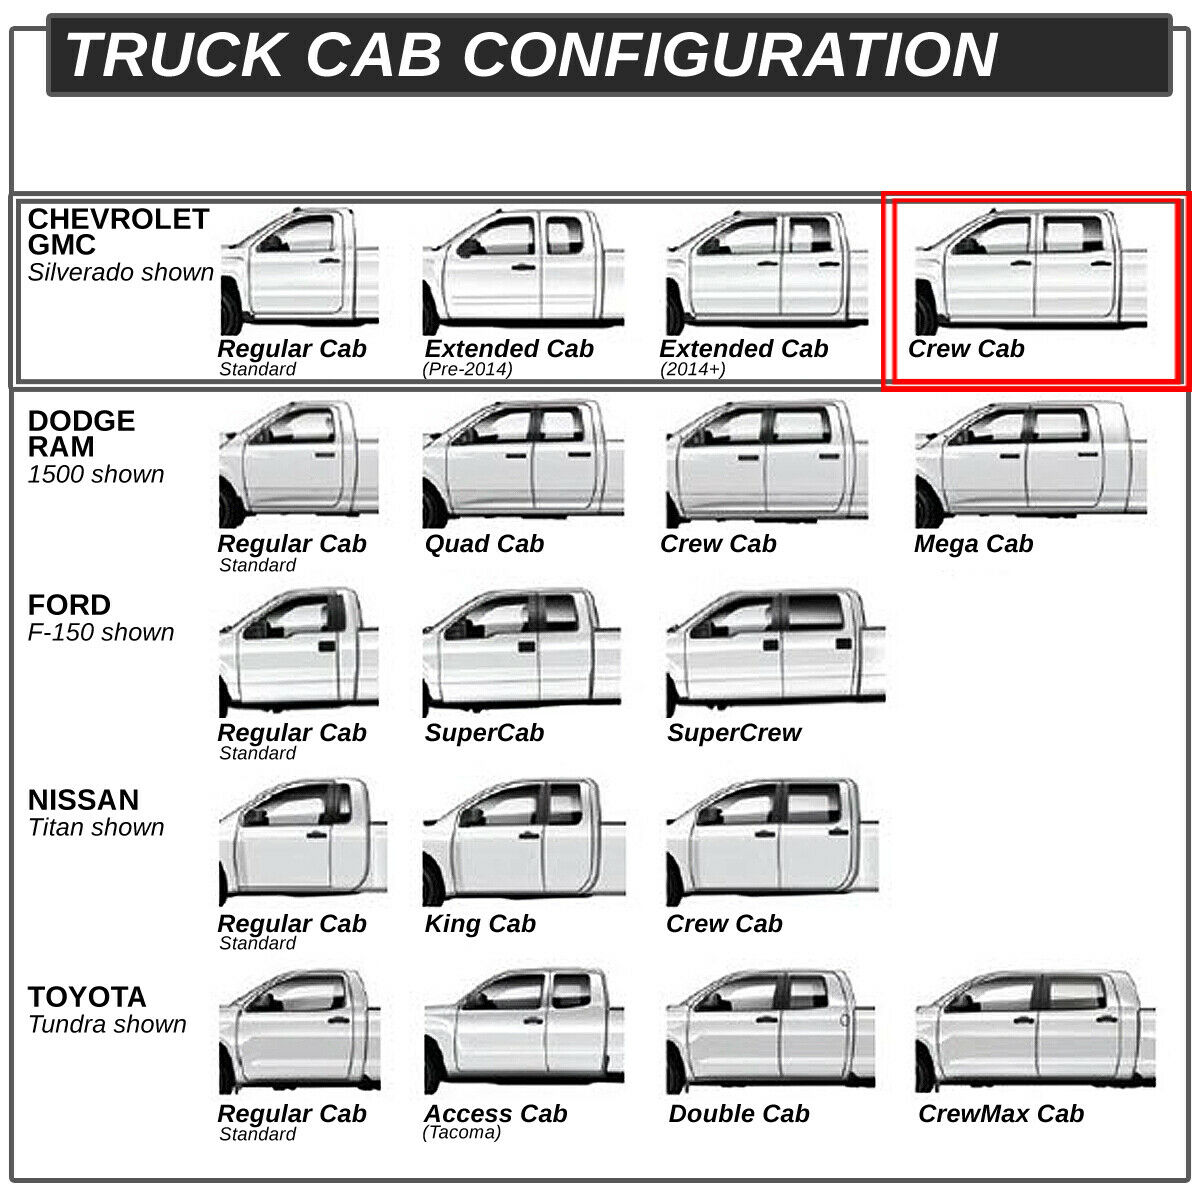 TRUCK CAB CONFIGURATION
CHEVROLET
GMC
Silverado shown
Regular Cab
Standard
Extended Cab
(Pre-2014)
Extended Cab
(2014+)
Crew Cab
DODGE
RAM
1500 shown
Regular Cab
Standard
Quad Cab
Crew Cab
Mega Cab
FORD
F-150 shown
Regular Cab
Standard
SuperCab
SuperCrew
NISSAN
Titan shown
Regular Cab
Standard
King Cab
Crew Cab
TOYOTA
Tundra shown
Regular Cab
Standard
Access Cab
(Tacoma)
Double Cab
CrewMax Cab